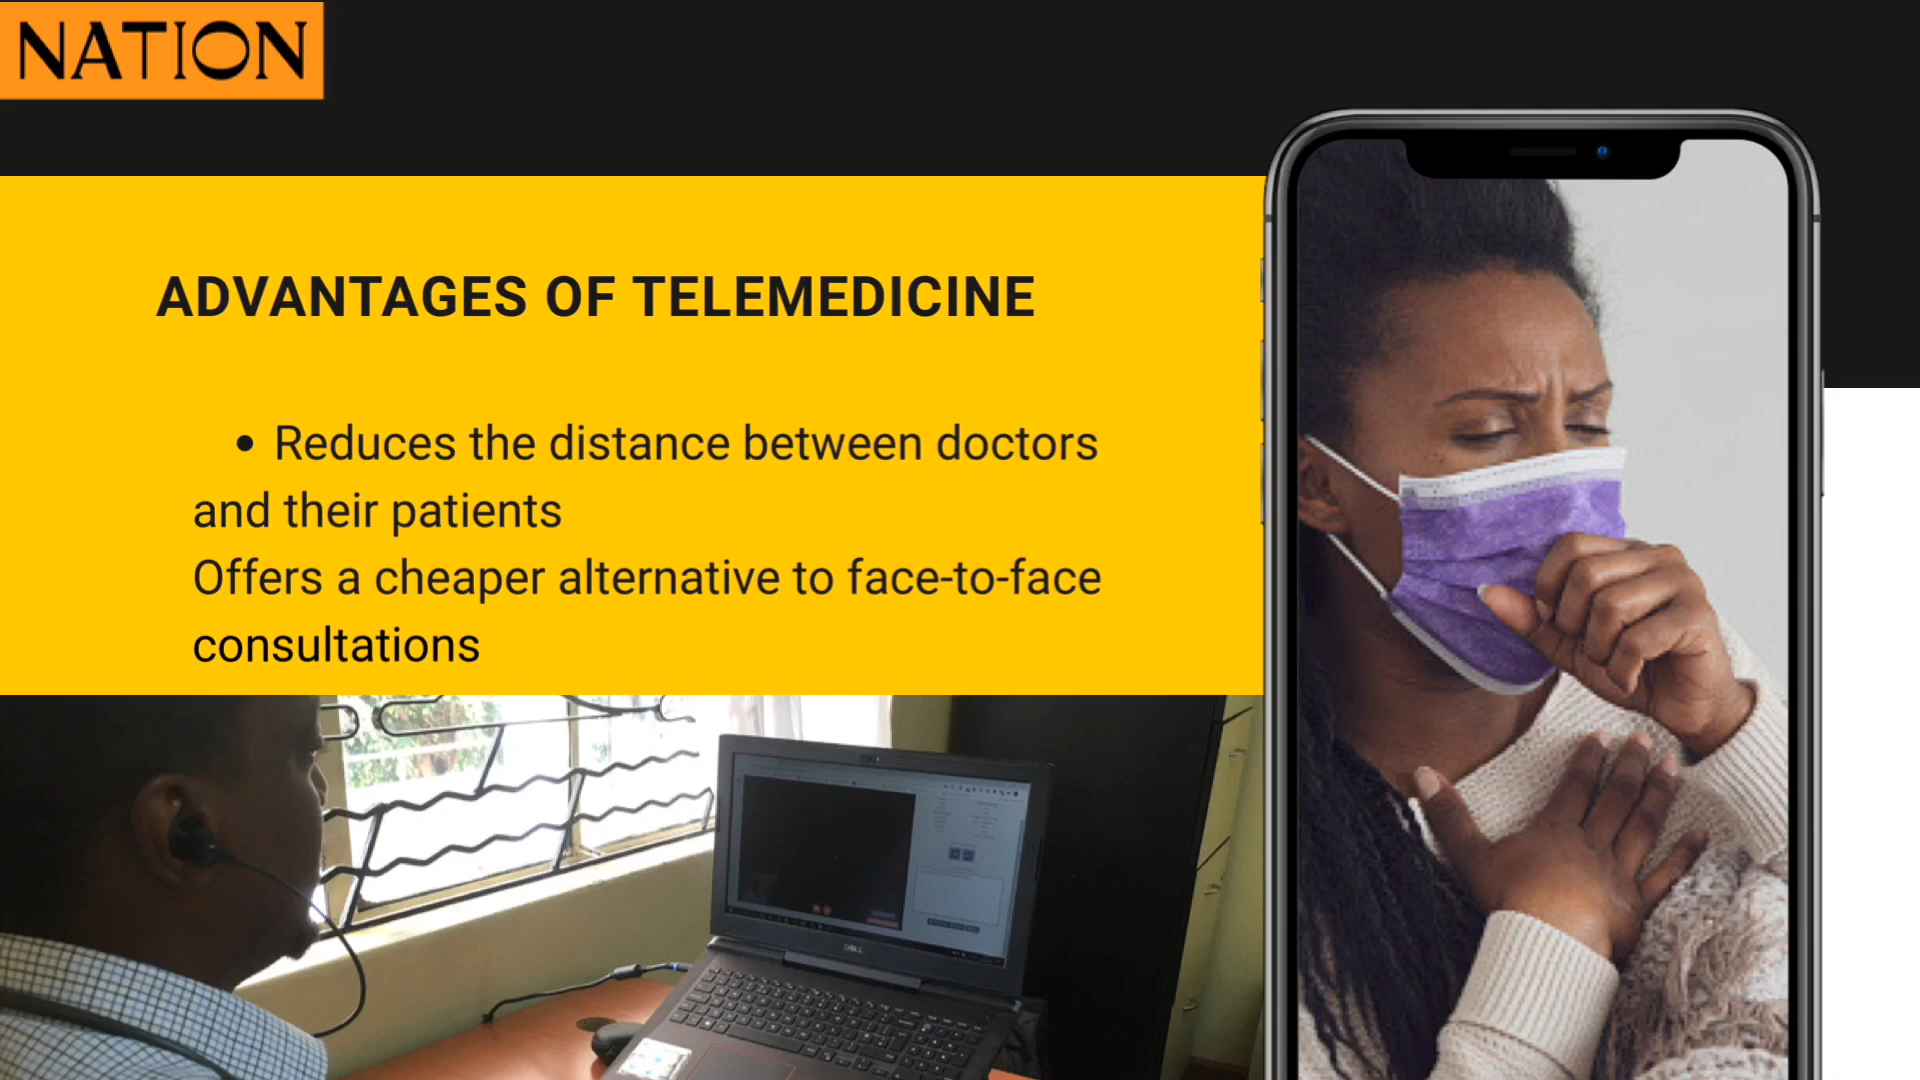 NATION
ADVANTAGES OF TELEMEDICINE
• Reduces the distance between doctors
and their patients
Offers a cheaper alternative to face-to-face
consultations
DELL